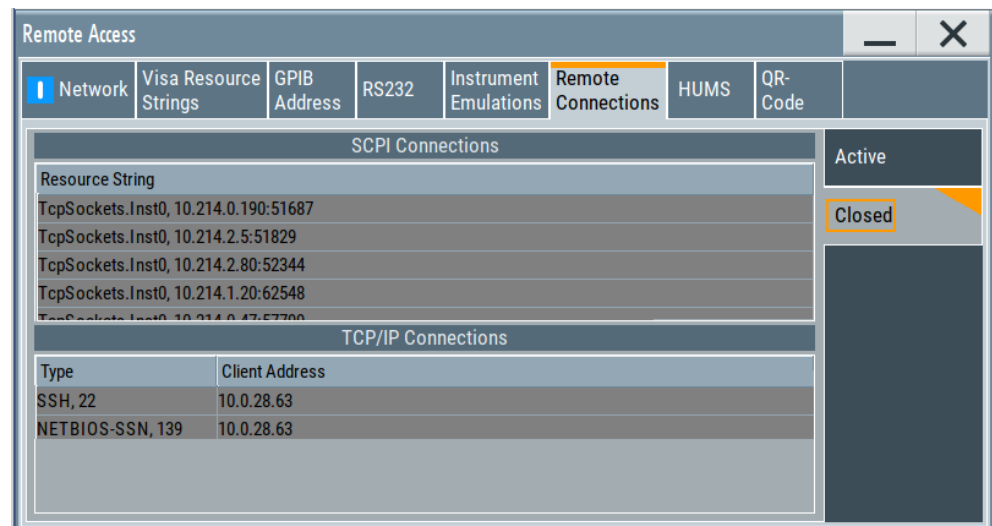 Remote Access
Network
Visa Resource
Strings
GPIB
Address
RS232
Instrument
Emulations
Remote
Connections
HUMS
QR-
Code
SCPI Connections
Resource String
TcpSockets.Inst0, 10.214.0.190:51687
TcpSockets.Inst0, 10.214.2.5:51829
TcpSockets.Inst0, 10.214.2.80:52344
TcpSockets.Inst0, 10.214.1.20:62548
TCP/IP Connections
Type Client Address
SSH, 22 10.0.28.63
NETBIOS-SSN, 139 10.0.28.63
Active
Closed